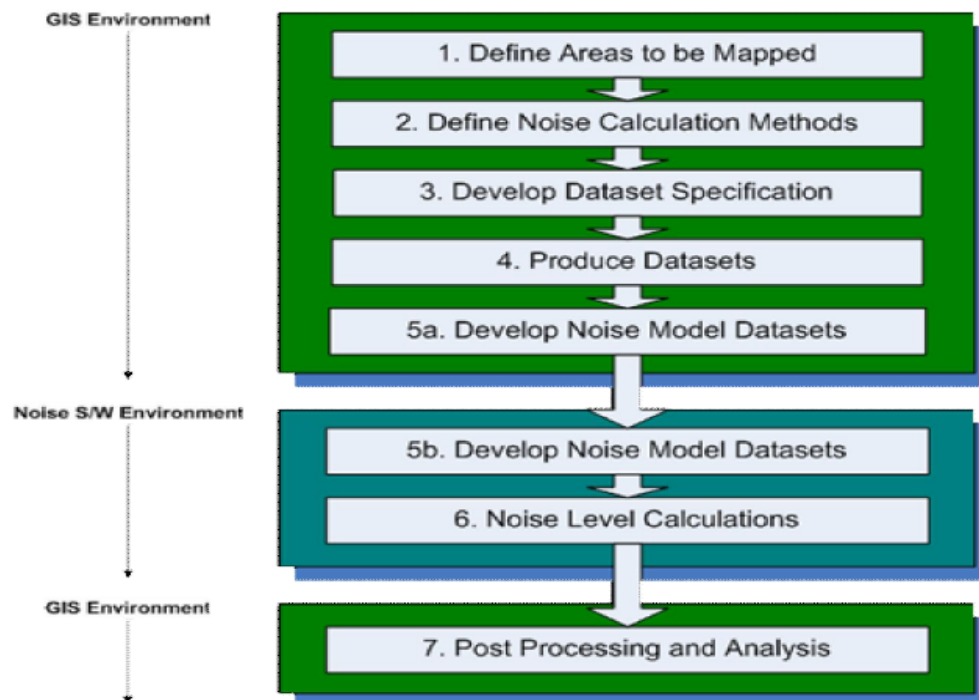 GIS Environment
1. Define Areas to be Mapped
2. Define Noise Calculation Methods
3. Develop Dataset Specification
4. Produce Datasets
5a. Develop Noise Model Datasets
Noise S/W Environment
5b. Develop Noise Model Datasets
6. Noise Level Calculations
GIS Environment
7. Post Processing and Analysis